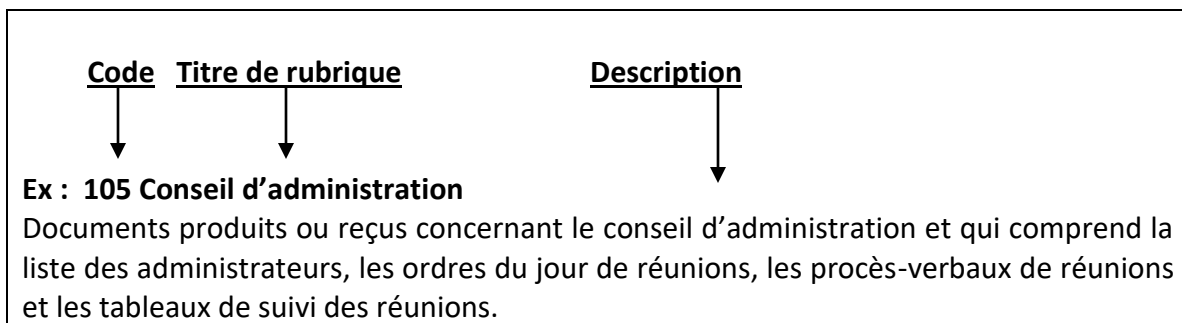 Code Titre de rubrique Description
Ex : 105 Conseil d’administration
Documents produits ou reçus concernant le conseil d’administration et qui comprend la
liste des administrateurs, les ordres du jour de réunions, les procès-verbaux de réunions
et les tableaux de suivi des réunions.